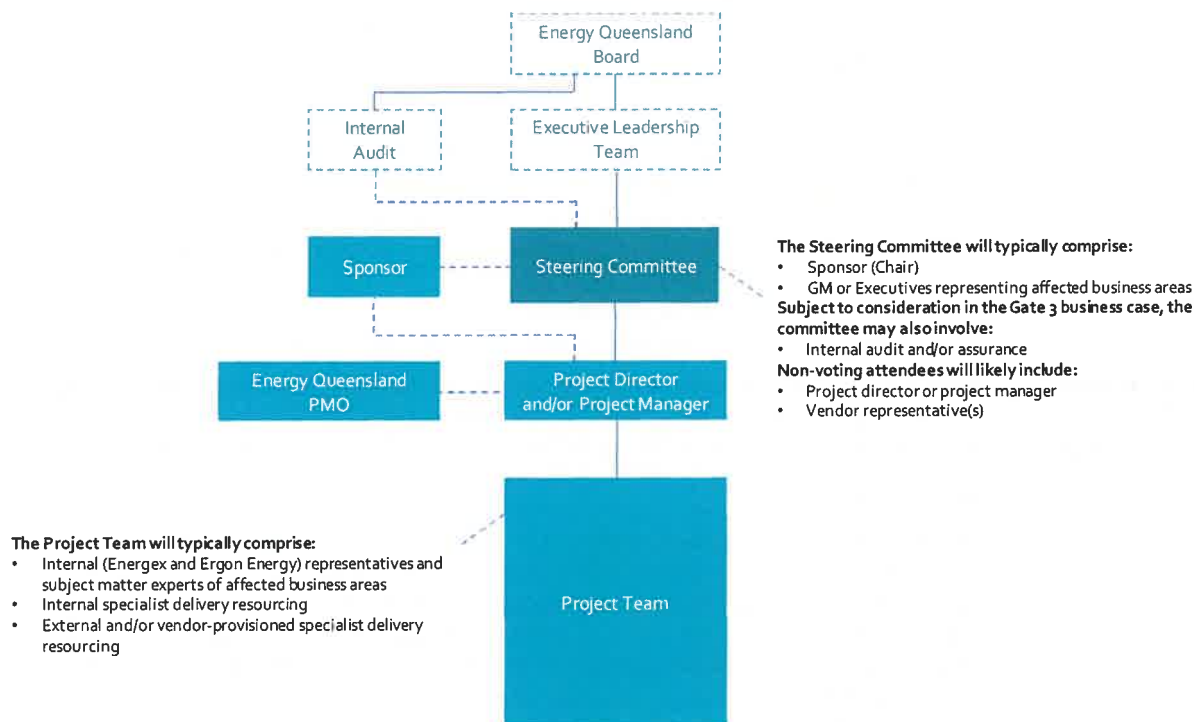 Energy Queensland
Board
Internal
Audit
Executive Leadership
Team
Sponsor
Steering Committee
The Steering Committee will typically comprise:
• Sponsor (Chair)
• GM or Executives representing affected business areas
Subject to consideration in the Gate 3 business case, the
committee may also involve:
• Internal audit and/or assurance
Non-voting attendees will likely include:
• Project director or project manager
• Vendor representative(s)
Energy Queensland
PMO
Project Director
and/or Project Manager
The Project Team will typically comprise:
• Internal (Energex and Ergon Energy) representatives and
subject matter experts of affected business areas
• Internal specialist delivery resourcing
• External and/or vendor-provisioned specialist delivery
resourcing
Project Team